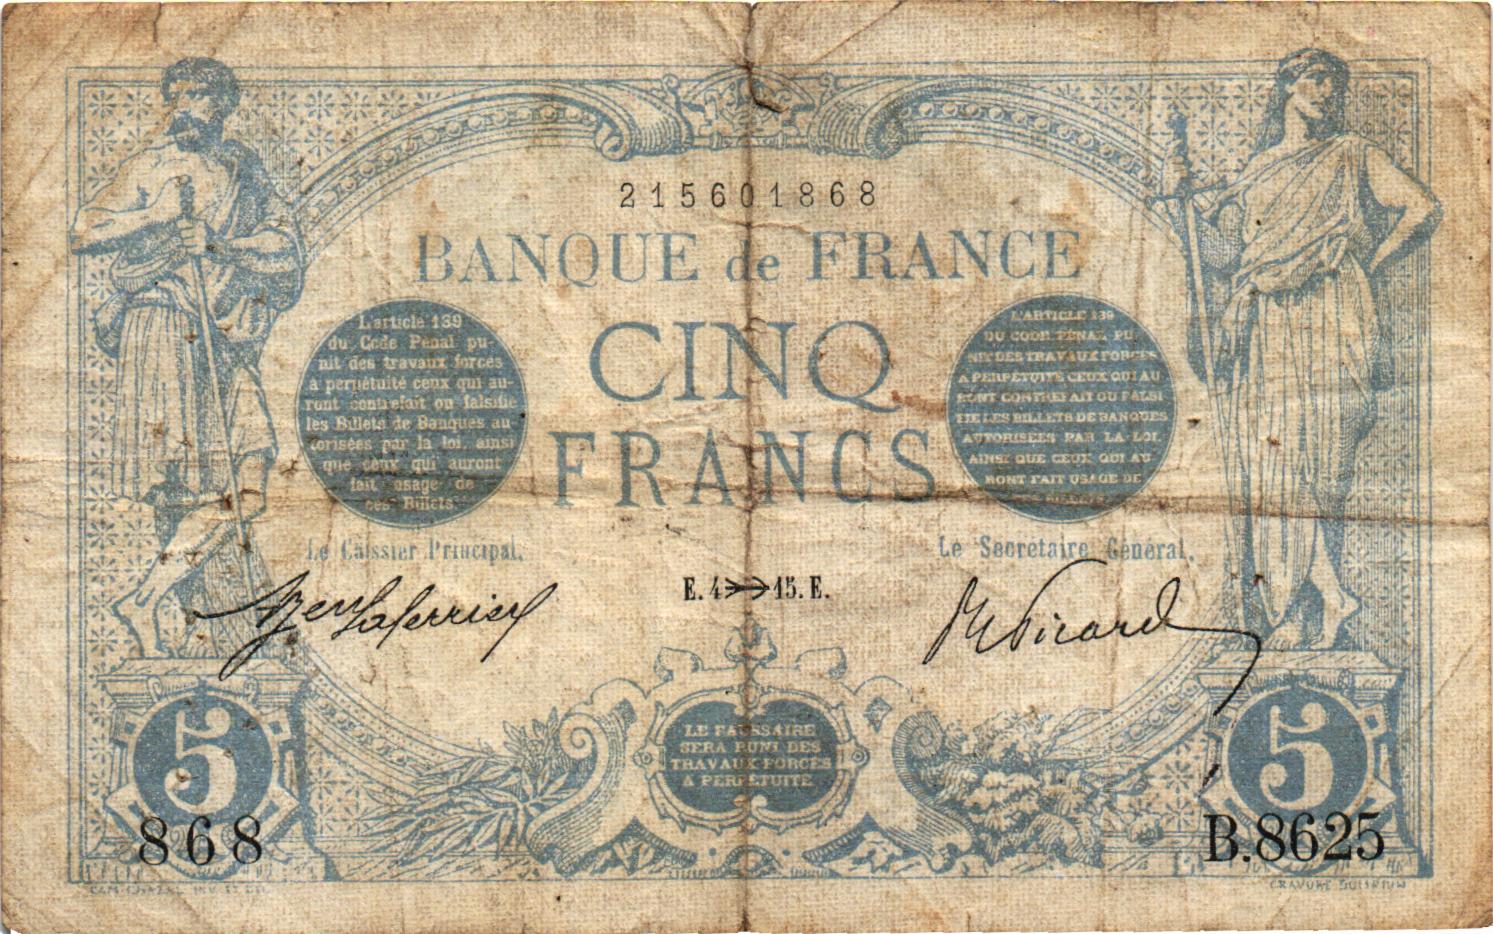 215601868
BANQUE de FRANCE
CINQ
FRANCS
L'article 139
du Code Pénal pu-
nit des travaux forcés
à perpétuité ceux qui au-
ront contrefait ou falsifié
les Billets de Banques au
torisées par la loi, ainsi
que ceux qui auront
fait usage de
ces Billets
L'ARTICLE 139
DU CODE PÉNAL PU
NIT DES TRAVAUX FORCÉS
A PERPÉTUITÉ CEUX QUI AU
RONT CONTREFAIT OU FALSI
FIE LES BILLETS DE BANQUES
AUTORISÉES PAR LA LOI
AINSI QUE CEUX QUI AU
RONT FAIT USAGE DE
Le Caissier Principal.
Le Secrétaire Général.
E. 4 15. E.
Picard
5
LE FAUSSAIRE
SERA PUNI DES
TRAVAUX FORCÉS
A PERPÉTUITÉ
5
868
B.8625
GRAVURE